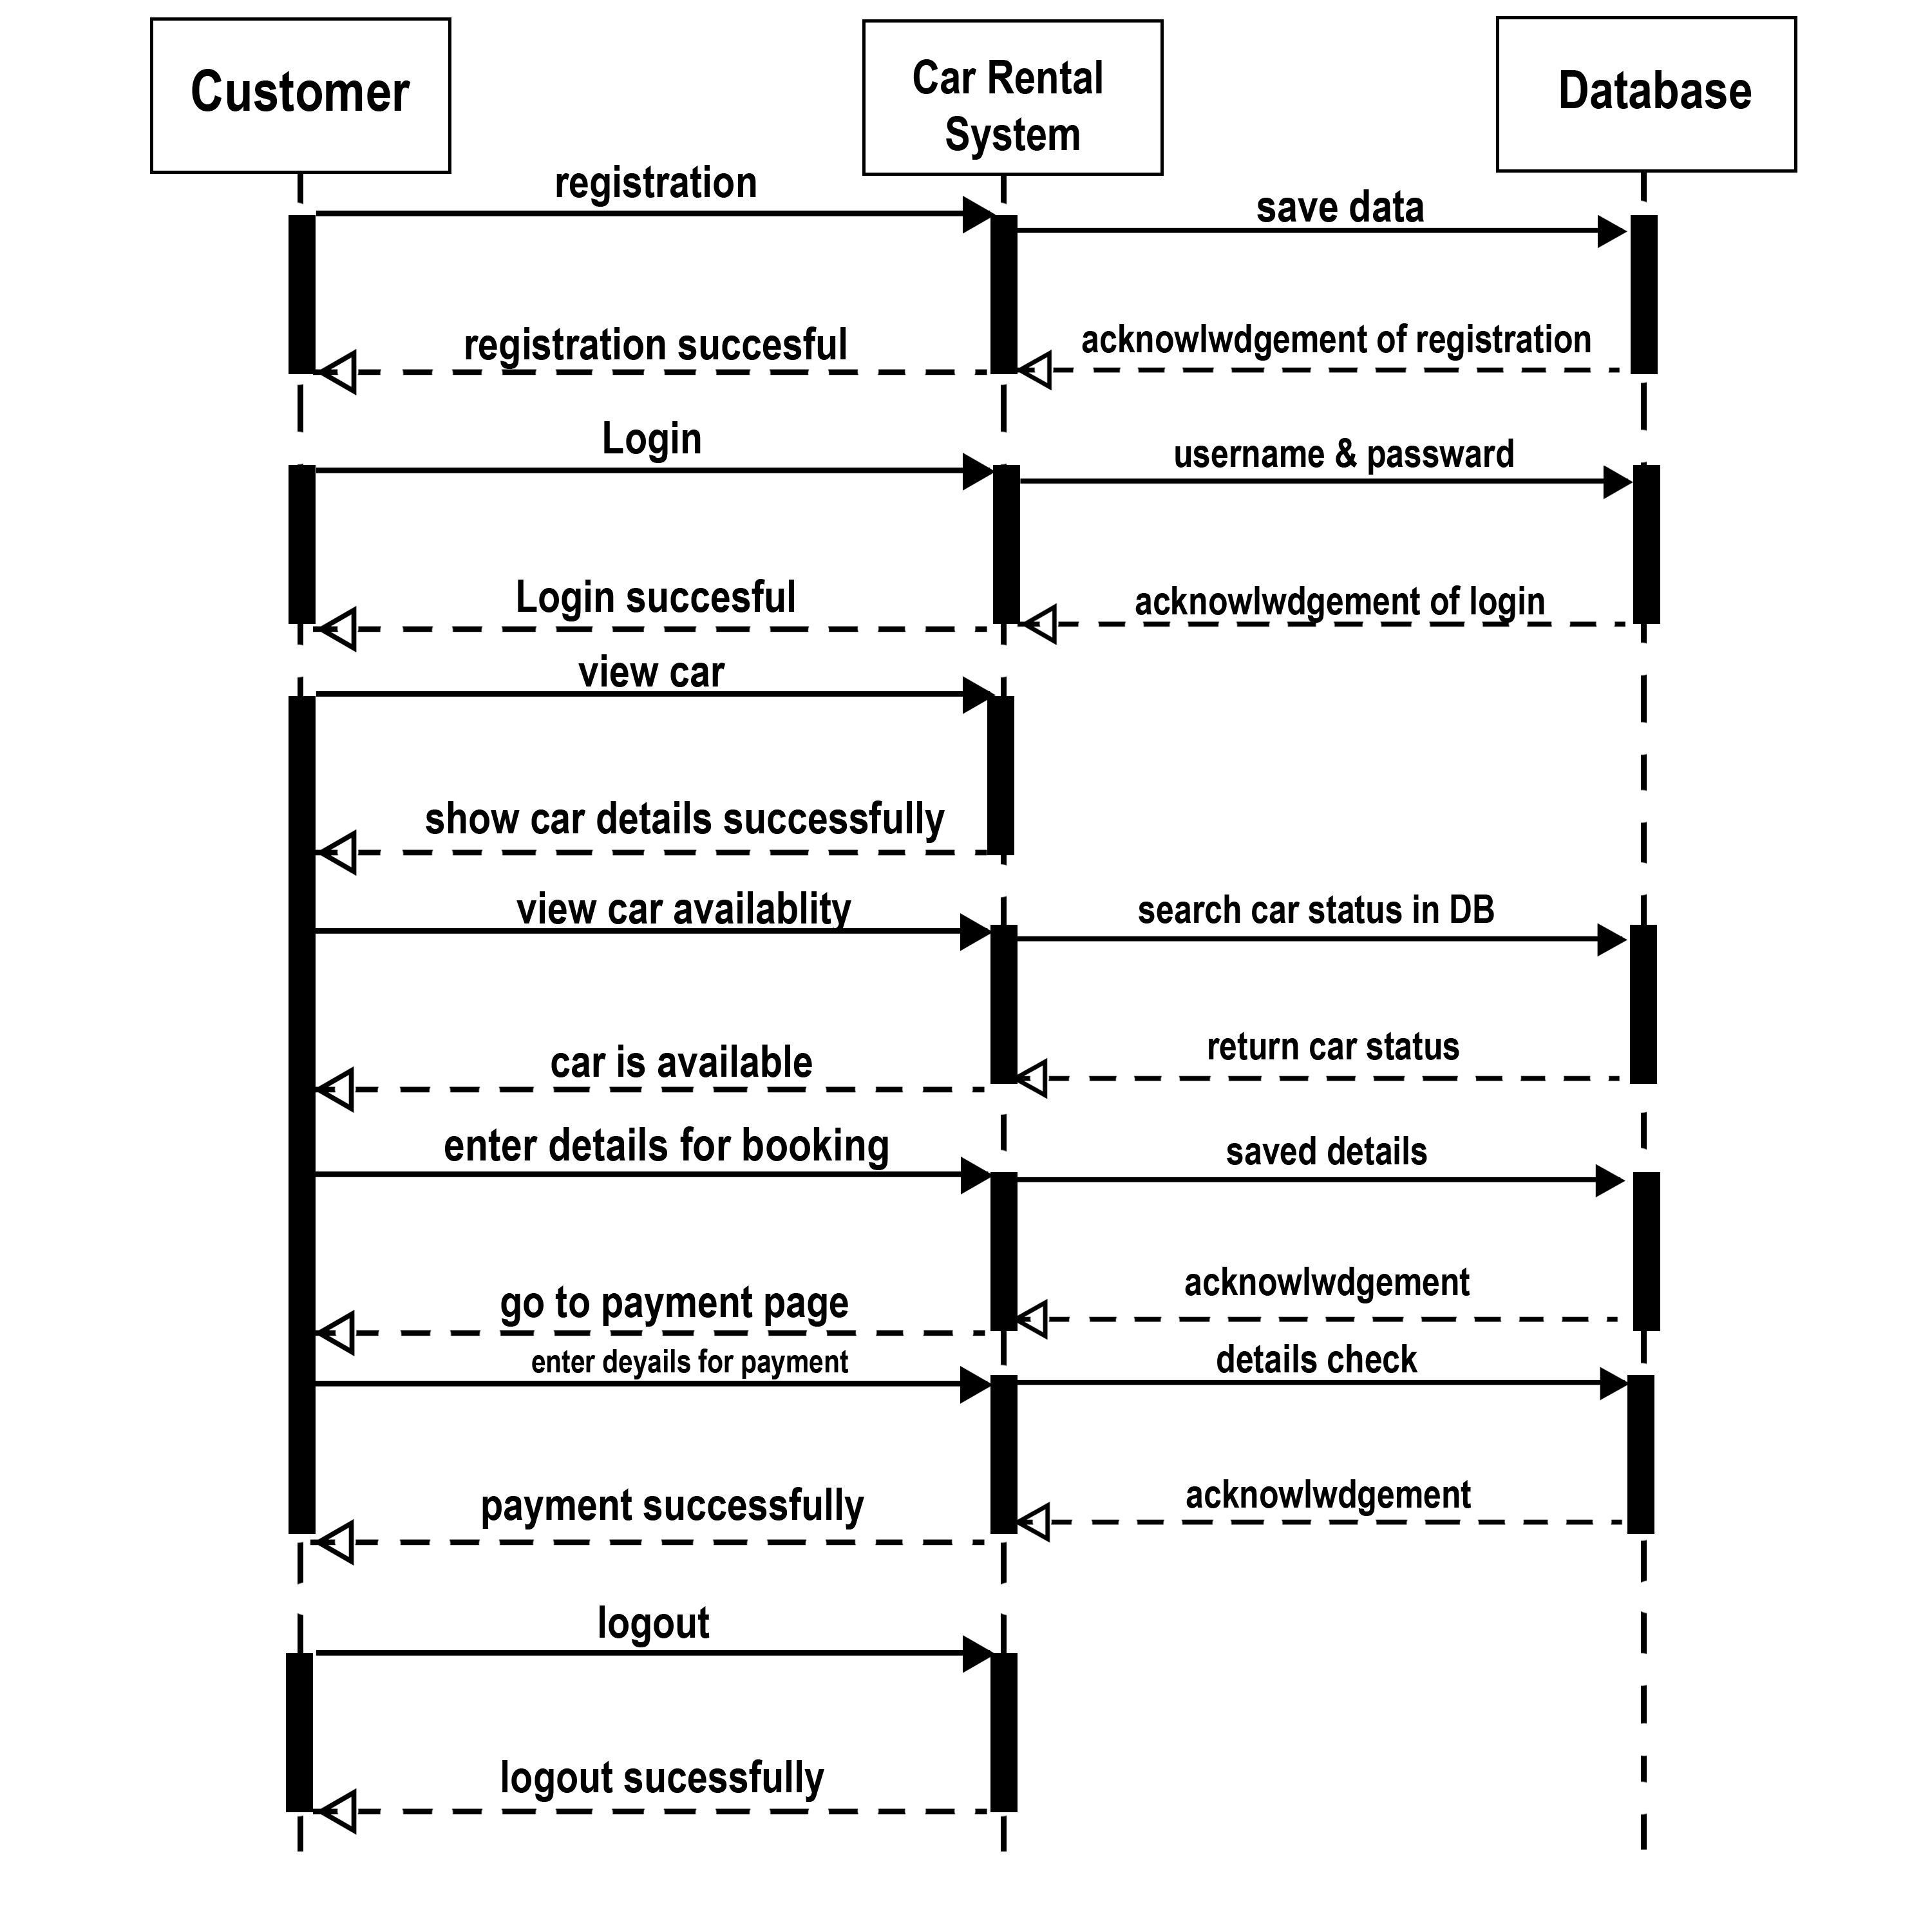 Customer
Car Rental
System
Database
registration
save data
registration succesful
acknowlwdgement of registration
Login
username & passward
Login succesful
acknowlwdgement of login
view car
show car details successfully
view car availablity
search car status in DB
car is available
return car status
enter details for booking
saved details
go to payment page
acknowlwdgement
enter deyails for payment
details check
payment successfully
acknowlwdgement
logout
logout sucessfully